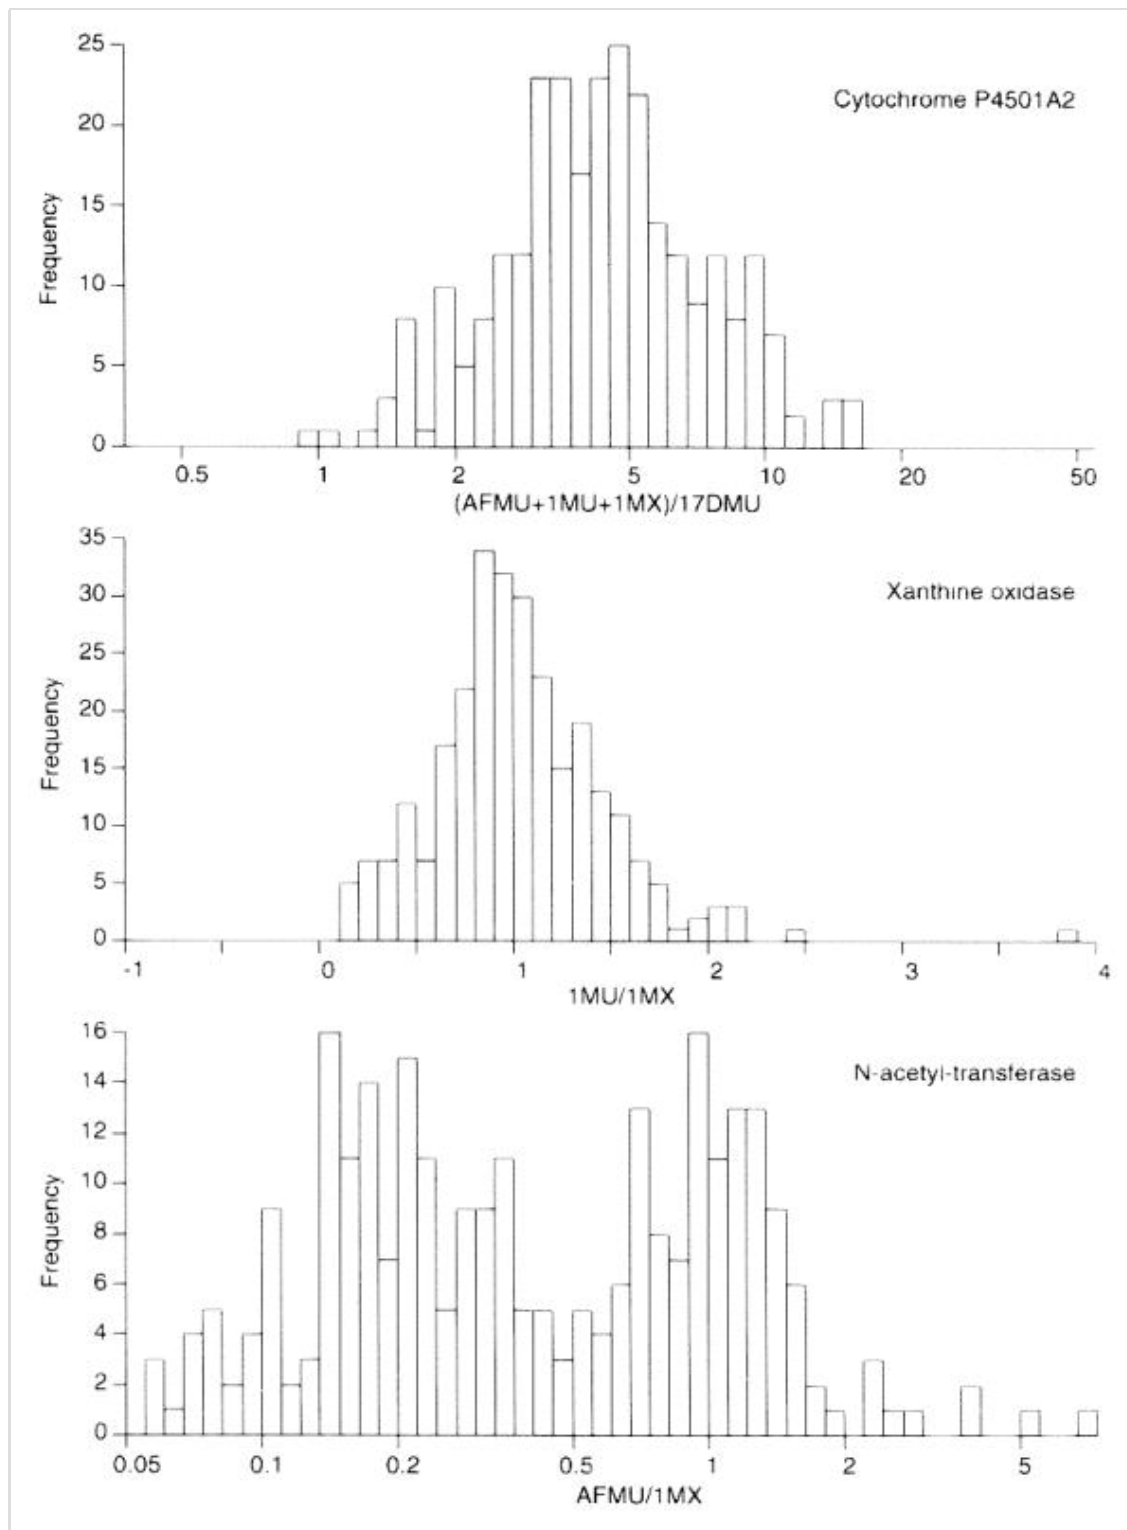 25
20
15
10
5
0
Frequency
Cytochrome P4501A2
0.5 1 2 5 10 20 50
(AFMU+1MU+1MX)/17DMU
35
30
25
20
15
10
5
0
Frequency
Xanthine oxidase
-1 0 1 2 3 4
1MU/1MX
16
14
12
10
8
6
4
2
0
Frequency
N-acetyl-transferase
0.05 0.1 0.2 0.5 1 2 5
AFMU/1MX